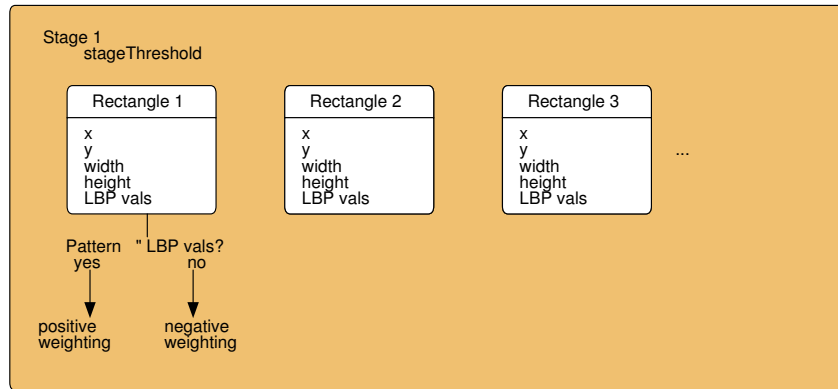 Stage 1
stageThreshold
Rectangle 1
x
y
width
height
LBP vals
Rectangle 2
x
y
width
height
LBP vals
Rectangle 3
x
y
width
height
LBP vals
...
Pattern " LBP vals?
yes no
positive
weighting
negative
weighting